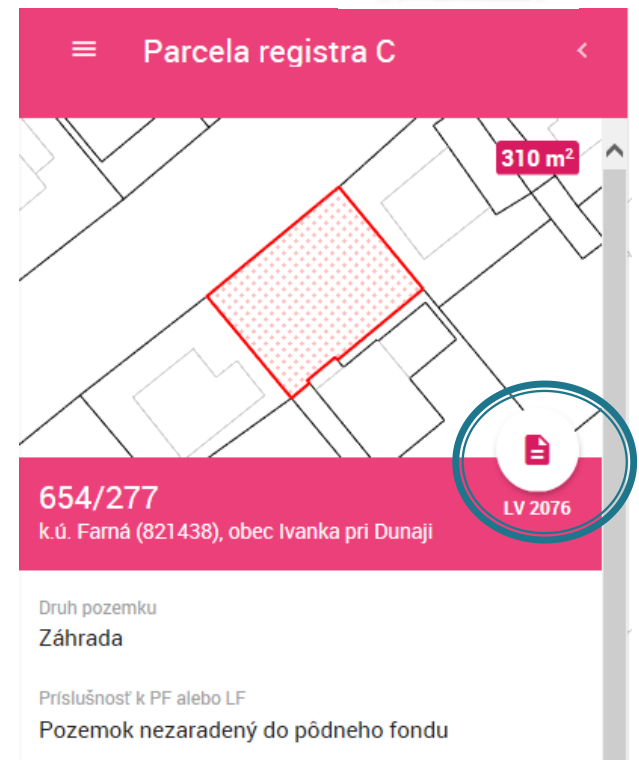 Parcela registra C
310 m²
654/277
k.ú. Farná (821438), obec Ivanka pri Dunaji
LV 2076
Druh pozemku
Záhrada
Príslušnosť k PF alebo LF
Pozemok nezaradený do pôdneho fondu